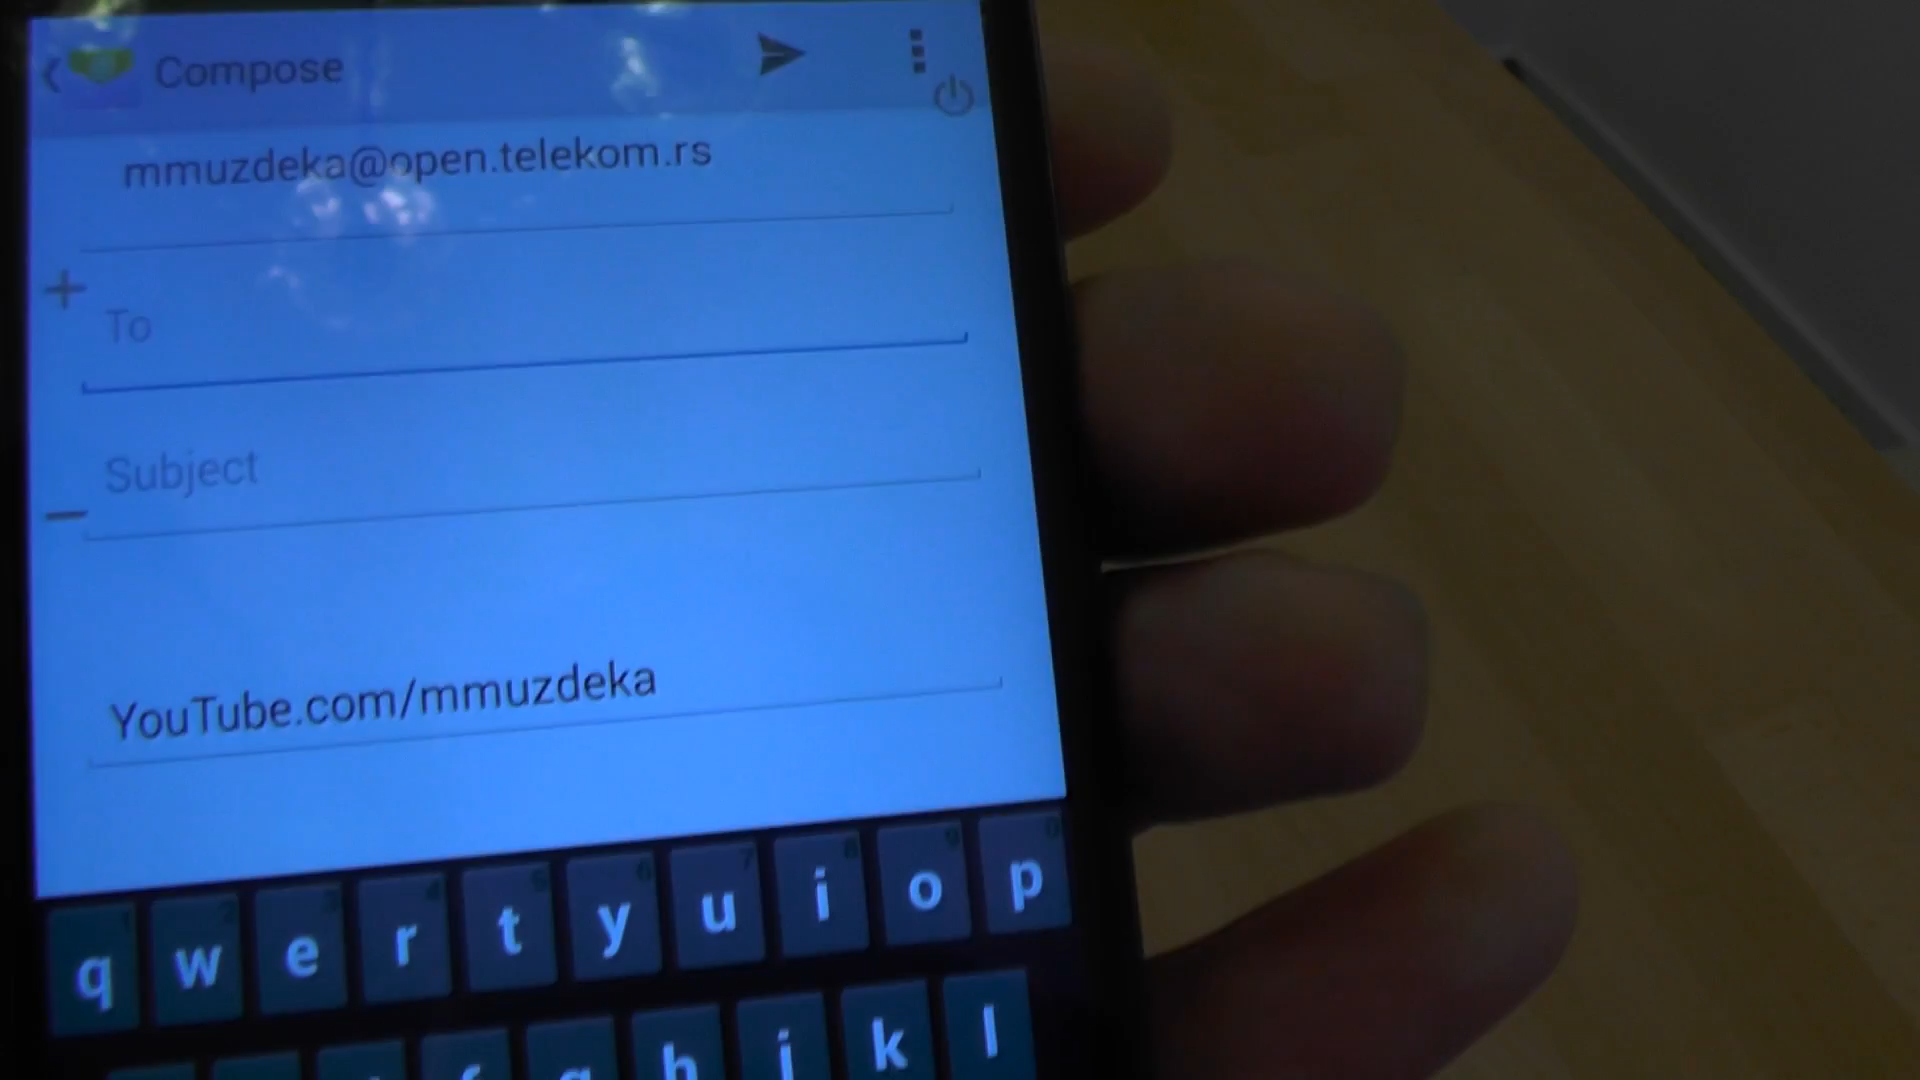 Compose
mmuzdeka@open.telekom.rs
To
Subject
YouTube.com/mmuzdeka
q w e r t y u i o p
f g h j k l